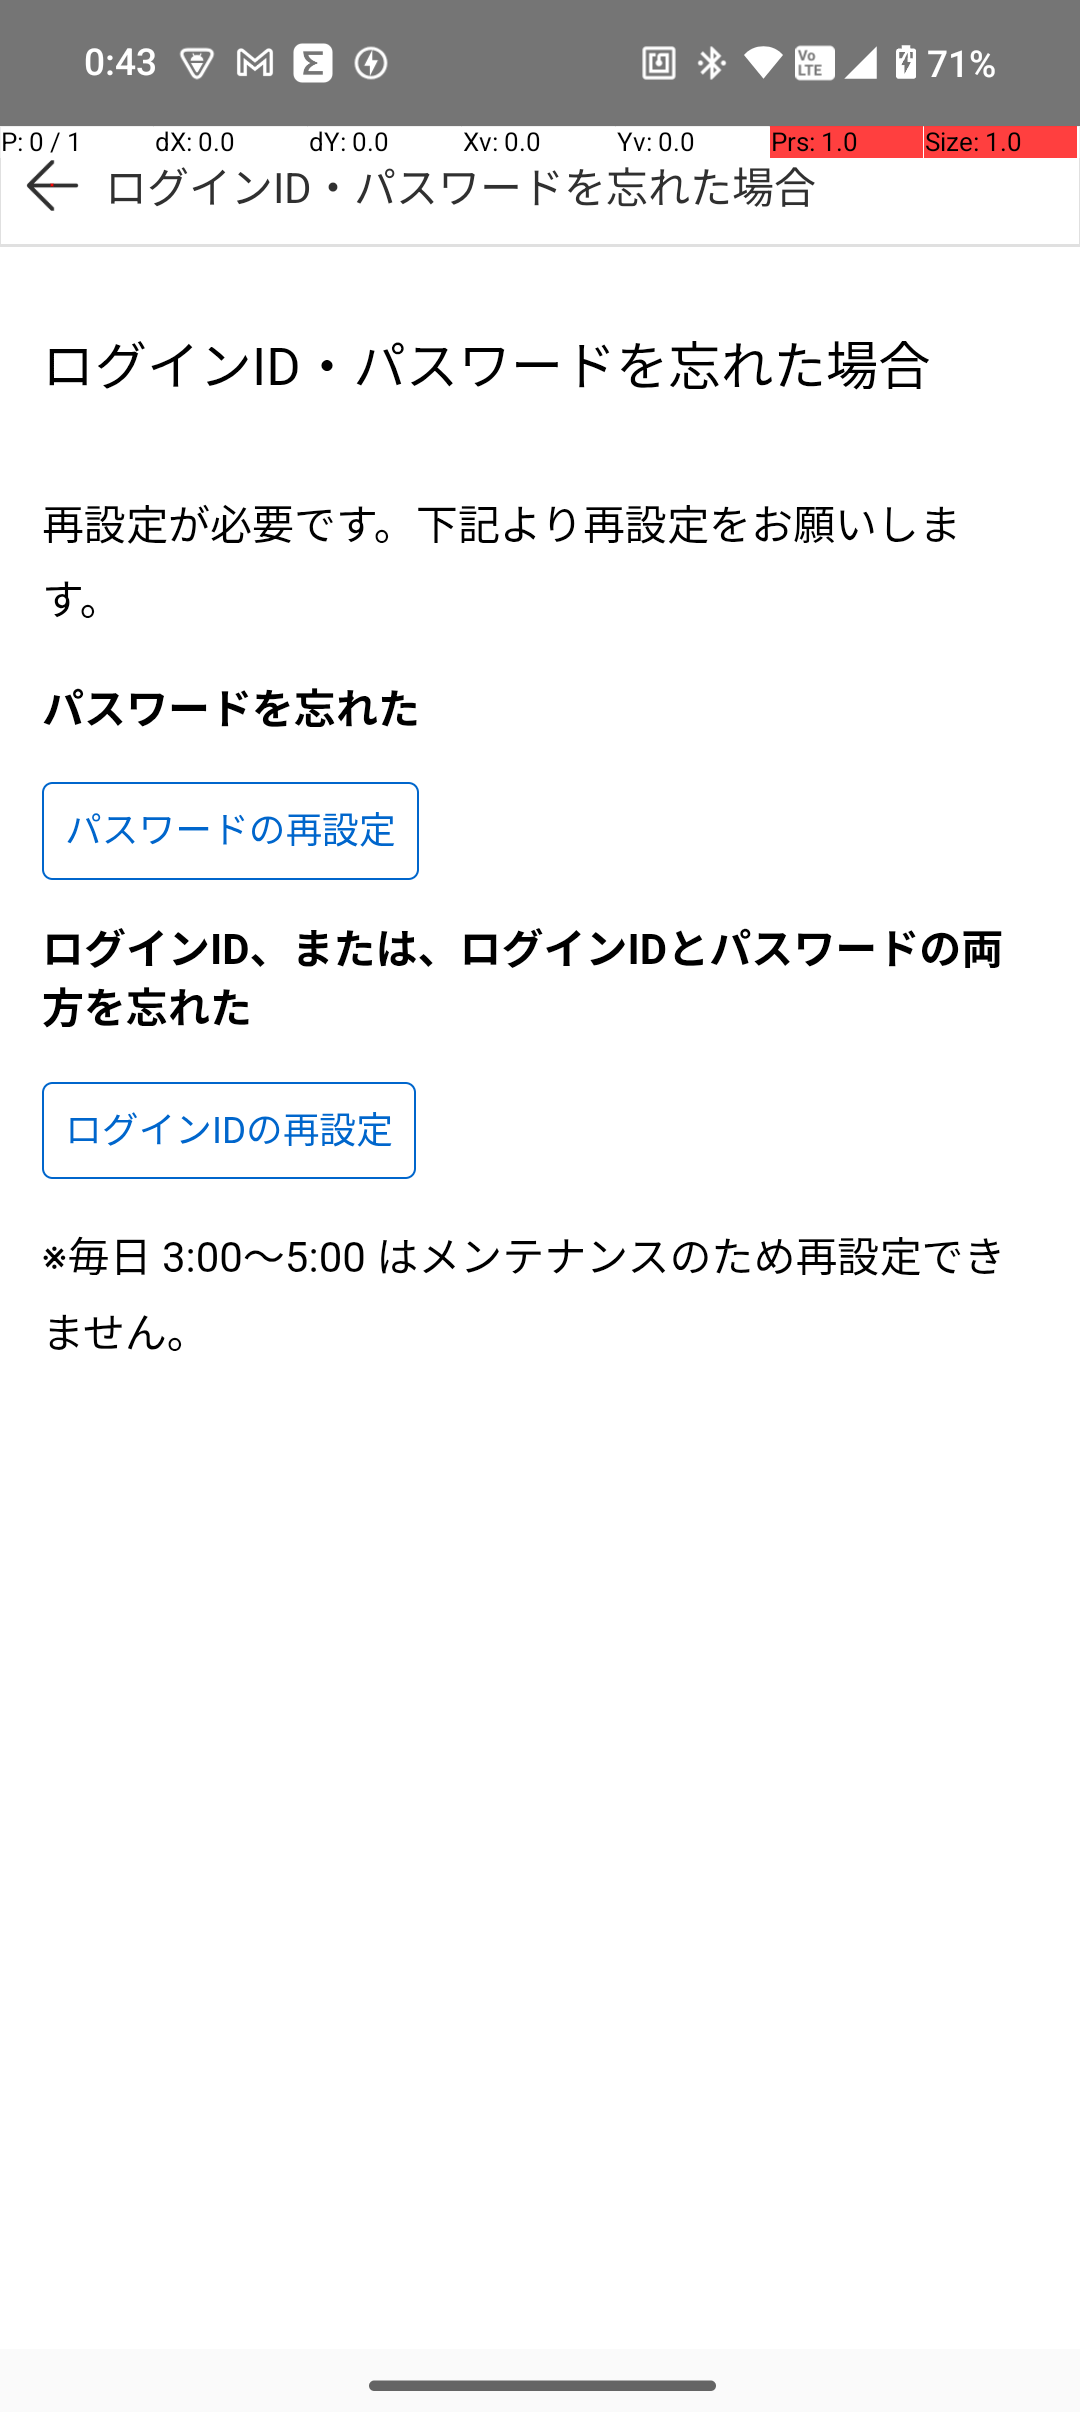 0:43 71%
P: 0 / 1 dX: 0.0 dY: 0.0 Xv: 0.0 Yv: 0.0 Prs: 1.0 Size: 1.0
ログインID・パスワードを忘れた場合
ログインID・パスワードを忘れた場合
再設定が必要です。下記より再設定をお願いしま
す。
パスワードを忘れた
パスワードの再設定
ログインID、または、ログインIDとパスワードの両
方を忘れた
ログインIDの再設定
※毎日 3:00〜5:00 はメンテナンスのため再設定でき
ません。